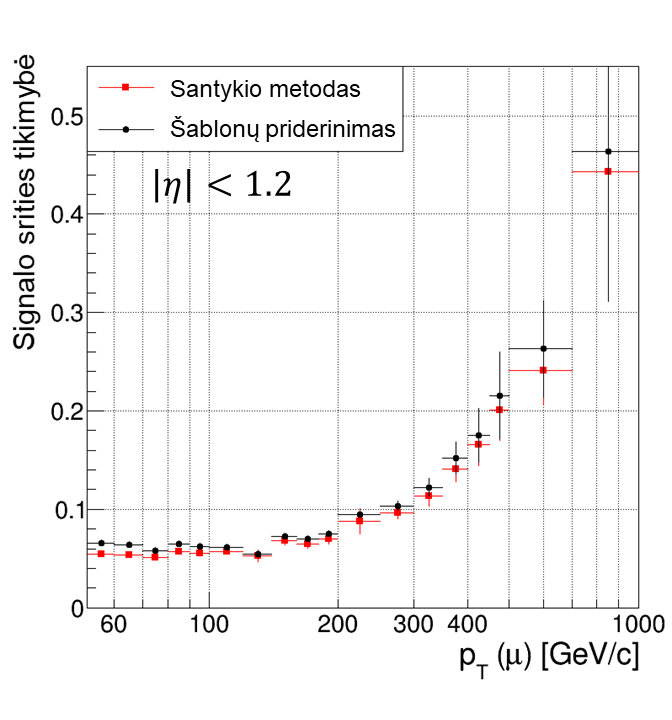 Signalo srities tikimybė
Santykio metodas
Šablonų priderinimas
|η| < 1.2
0.5
0.4
0.3
0.2
0.1
0
60 100 200 300 400 1000
p_T (μ) [GeV/c]